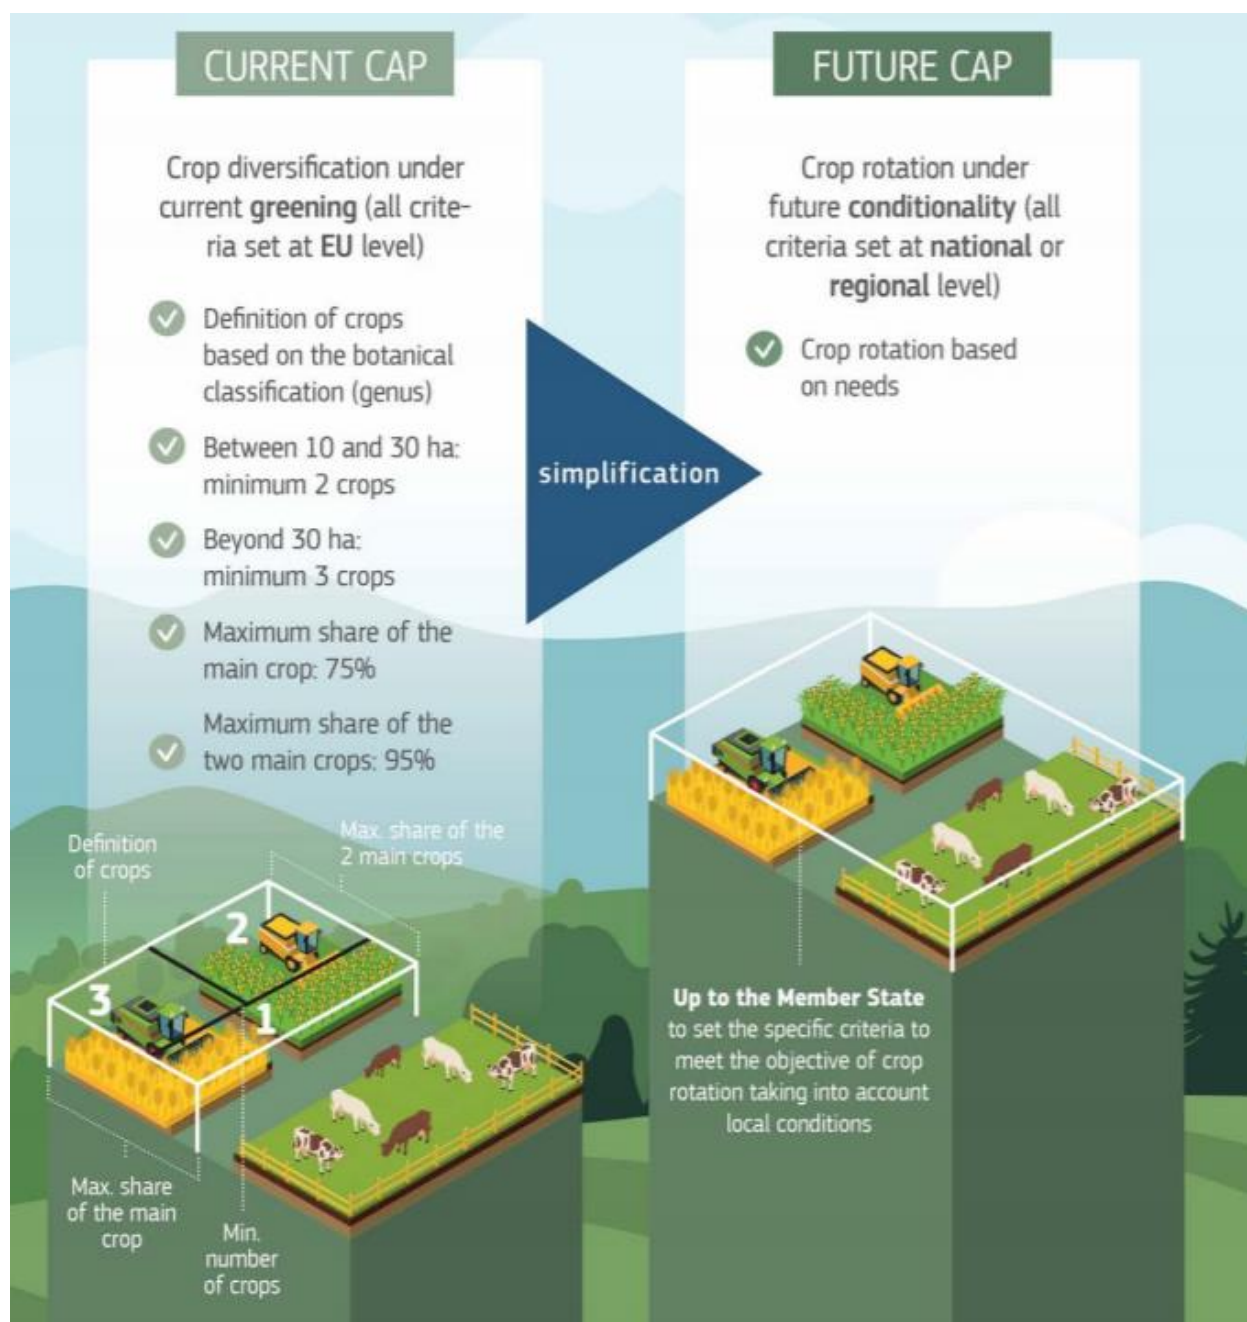 CURRENT CAP
Crop diversification under
current greening (all crite-
ria set at EU level)
Definition of crops
based on the botanical
classification (genus)
Between 10 and 30 ha:
minimum 2 crops
Beyond 30 ha:
minimum 3 crops
Maximum share of the
main crop: 75%
Maximum share of the
two main crops: 95%
Definition
of crops
Max. share of the
2 main crops
2
3
1
Max. share
of the main
crop
Min.
number
of crops
simplification
FUTURE CAP
Crop rotation under
future conditionality (all
criteria set at national or
regional level)
Crop rotation based
on needs
Up to the Member State
to set the specific criteria to
meet the objective of crop
rotation taking into account
local conditions